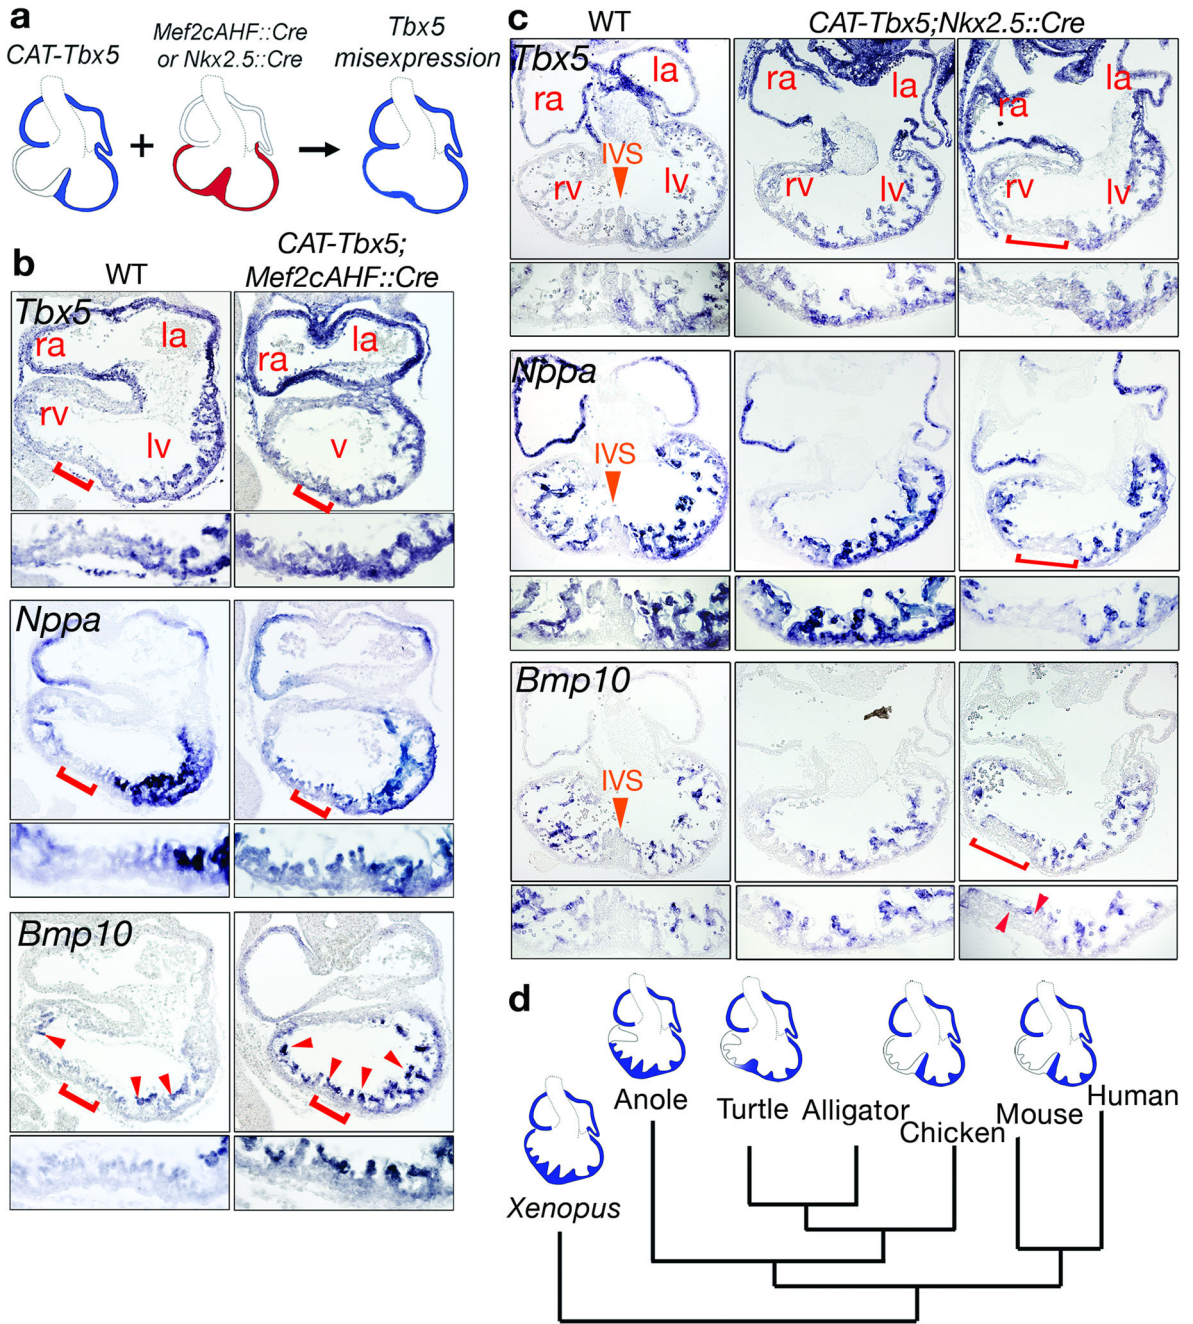 a
CAT-Tbx5
Mef2cAHF::Cre
or Nkx2.5::Cre
Tbx5
misexpression
+
b
WT
CAT-Tbx5;
Mef2cAHF::Cre
Tbx5
ra
la
rv
lv
ra
la
v
Nppa
Bmp10
c
WT
CAT-Tbx5;Nkx2.5::Cre
Tbx5
ra
la
IVS
rv
lv
ra
la
rv
lv
ra
la
rv
lv
Nppa
IVS
Bmp10
IVS
d
Xenopus
Anole
Turtle
Alligator
Chicken
Mouse
Human